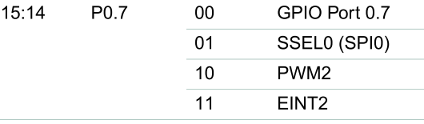 15:14 P0.7 00 GPIO Port 0.7
01 SSEL0 (SPI0)
10 PWM2
11 EINT2